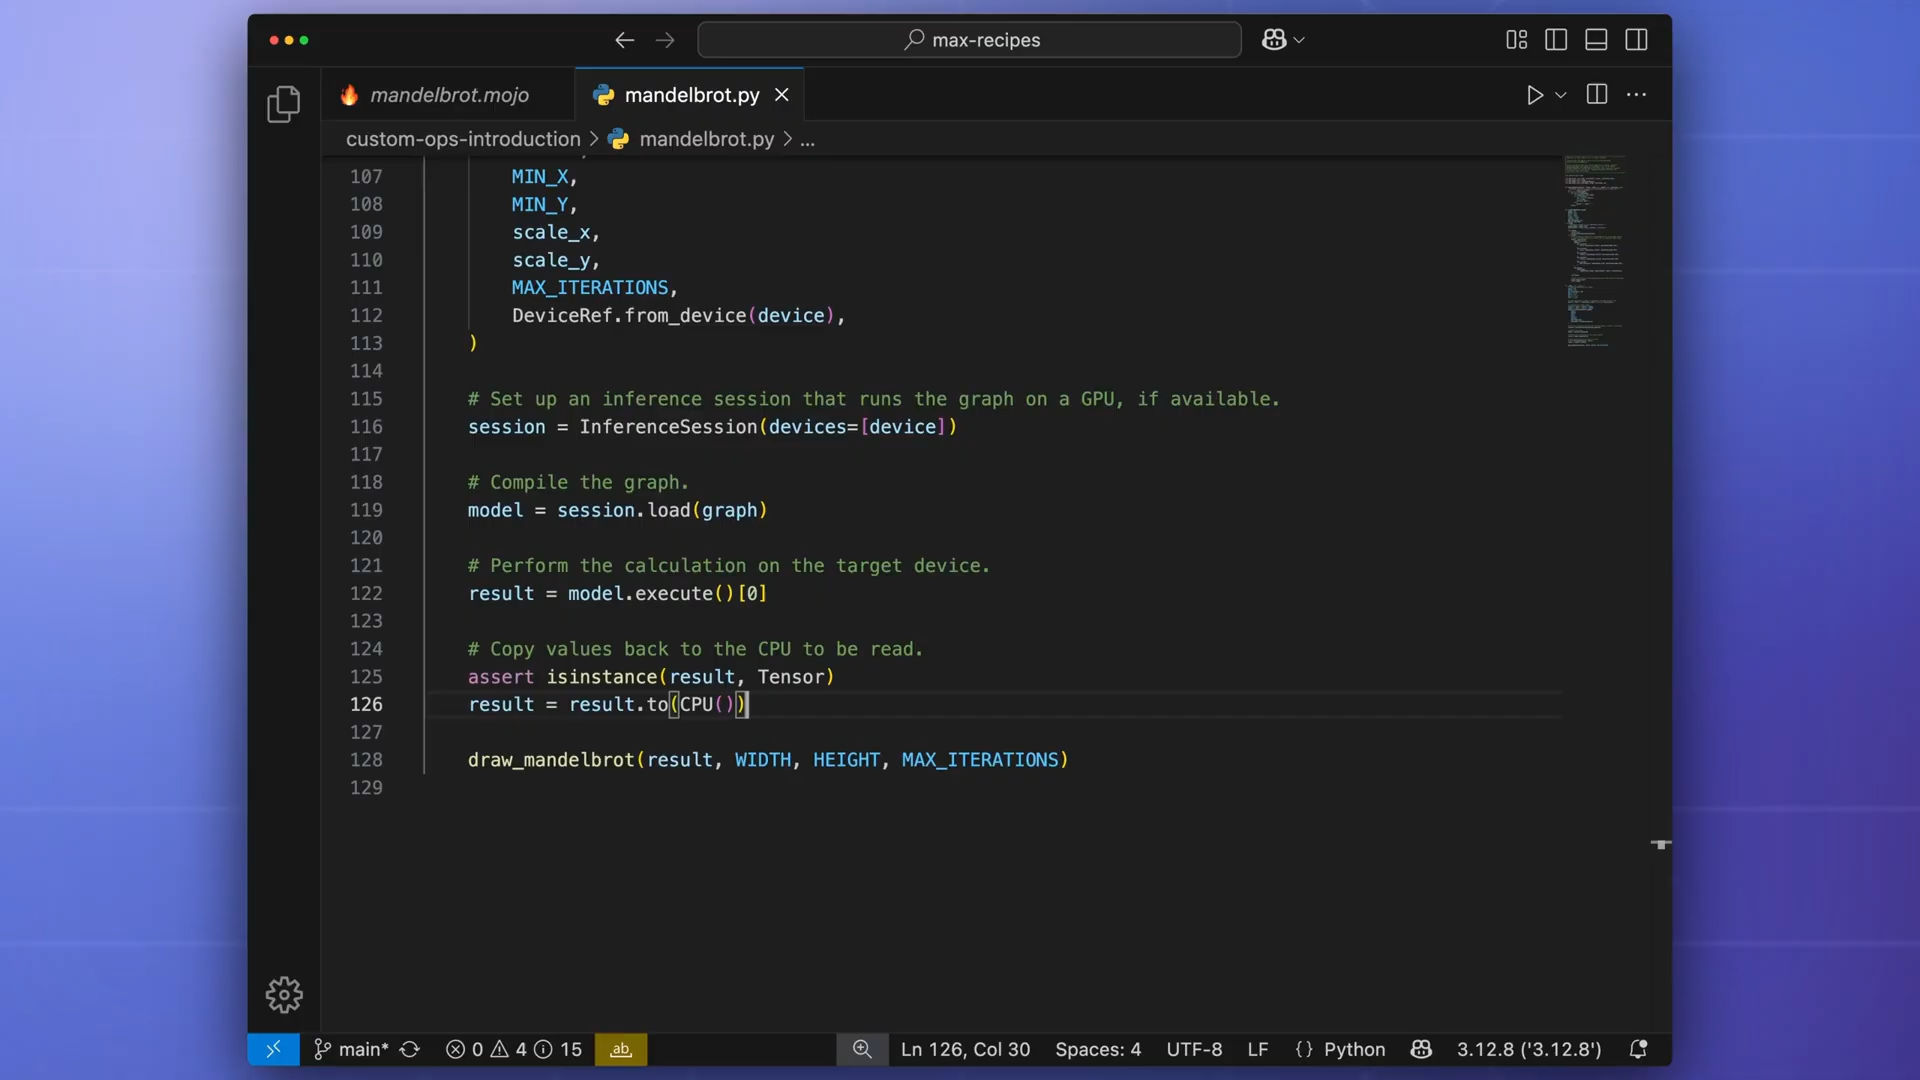 max-recipes
mandelbrot.mojo
mandelbrot.py
custom-ops-introduction > mandelbrot.py > ...
107 MIN_X,
108 MIN_Y,
109 scale_x,
110 scale_y,
111 MAX_ITERATIONS,
112 DeviceRef.from_device(device),
113 )
114
115 # Set up an inference session that runs the graph on a GPU, if available.
116 session = InferenceSession(devices=[device])
117
118 # Compile the graph.
119 model = session.load(graph)
120
121 # Perform the calculation on the target device.
122 result = model.execute()[0]
123
124 # Copy values back to the CPU to be read.
125 assert isinstance(result, Tensor)
126 result = result.to(CPU())
127
128 draw_mandelbrot(result, WIDTH, HEIGHT, MAX_ITERATIONS)
129
main* 0 4 15 ab Ln 126, Col 30 Spaces: 4 UTF-8 LF {} Python 3.12.8 ('3.12.8')